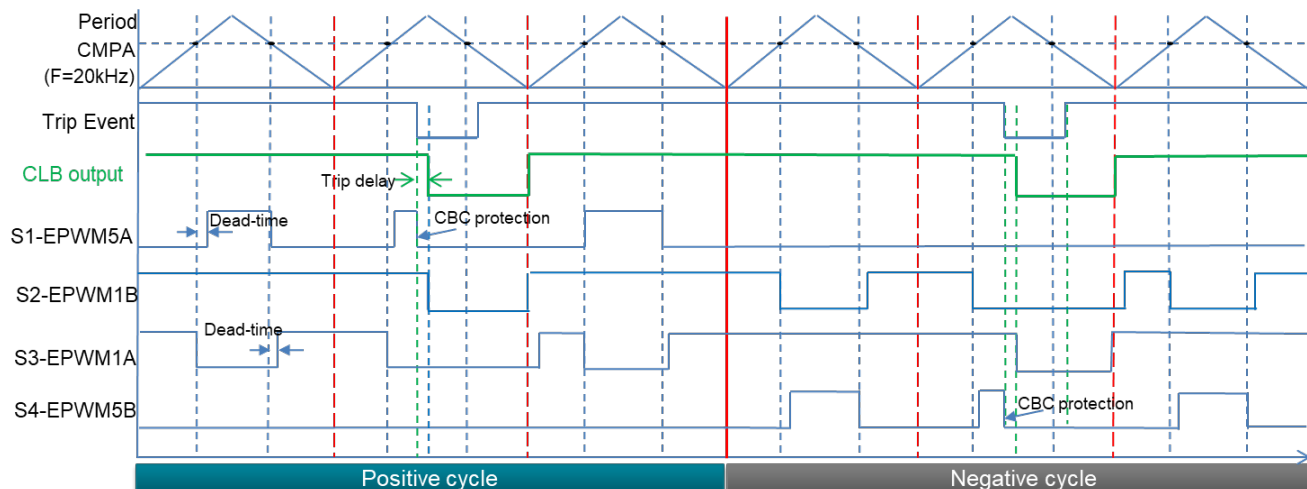 Period
CMPA
(F=20kHz)
Trip Event
CLB output
Trip delay
Dead-time
CBC protection
S1-EPWM5A
S2-EPWM1B
Dead-time
S3-EPWM1A
S4-EPWM5B
CBC protection
Positive cycle
Negative cycle